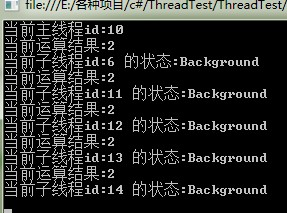 file:///E:/各种项目/c#/ThreadTest/ThreadTest/
当前主线程id:10
当前运算结果:2
当前子线程id:6 的状态:Background
当前运算结果:2
当前子线程id:11 的状态:Background
当前运算结果:2
当前子线程id:12 的状态:Background
当前运算结果:2
当前子线程id:13 的状态:Background
当前运算结果:2
当前子线程id:14 的状态:Background